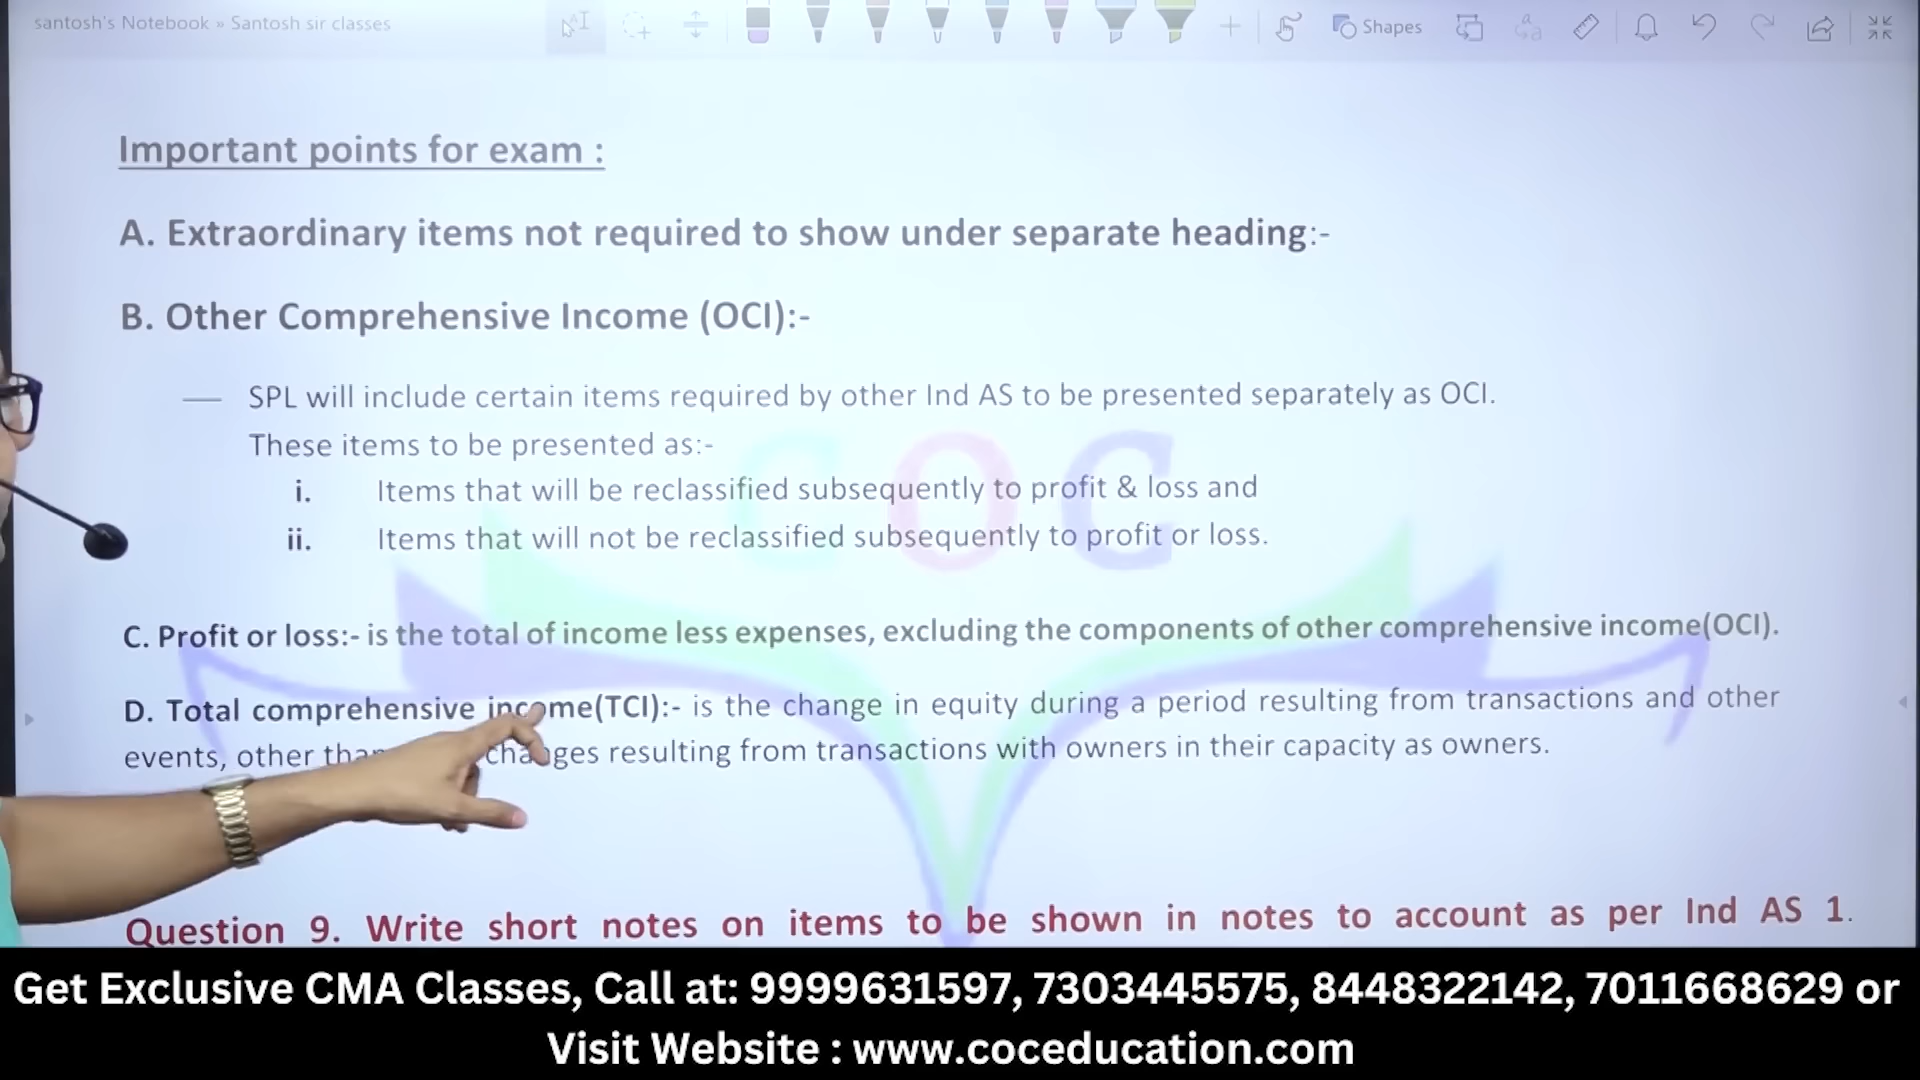 santosh's Notebook » Santosh sir classes
Shapes
Important points for exam :
A. Extraordinary items not required to show under separate heading:-
B. Other Comprehensive Income (OCI):-
— SPL will include certain items required by other Ind AS to be presented separately as OCI.
These items to be presented as:-
i. Items that will be reclassified subsequently to profit & loss and
ii. Items that will not be reclassified subsequently to profit or loss.
COC
C. Profit or loss:- is the total of income less expenses, excluding the components of other comprehensive income(OCI).
D. Total comprehensive income(TCI):- is the change in equity during a period resulting from transactions and other
events, other changes resulting from transactions with owners in their capacity as owners.
Question 9. Write short notes on items to be shown in notes to account as per Ind AS 1.
Get Exclusive CMA Classes, Call at: 9999631597, 7303445575, 8448322142, 7011668629 or
Visit Website : www.coceducation.com